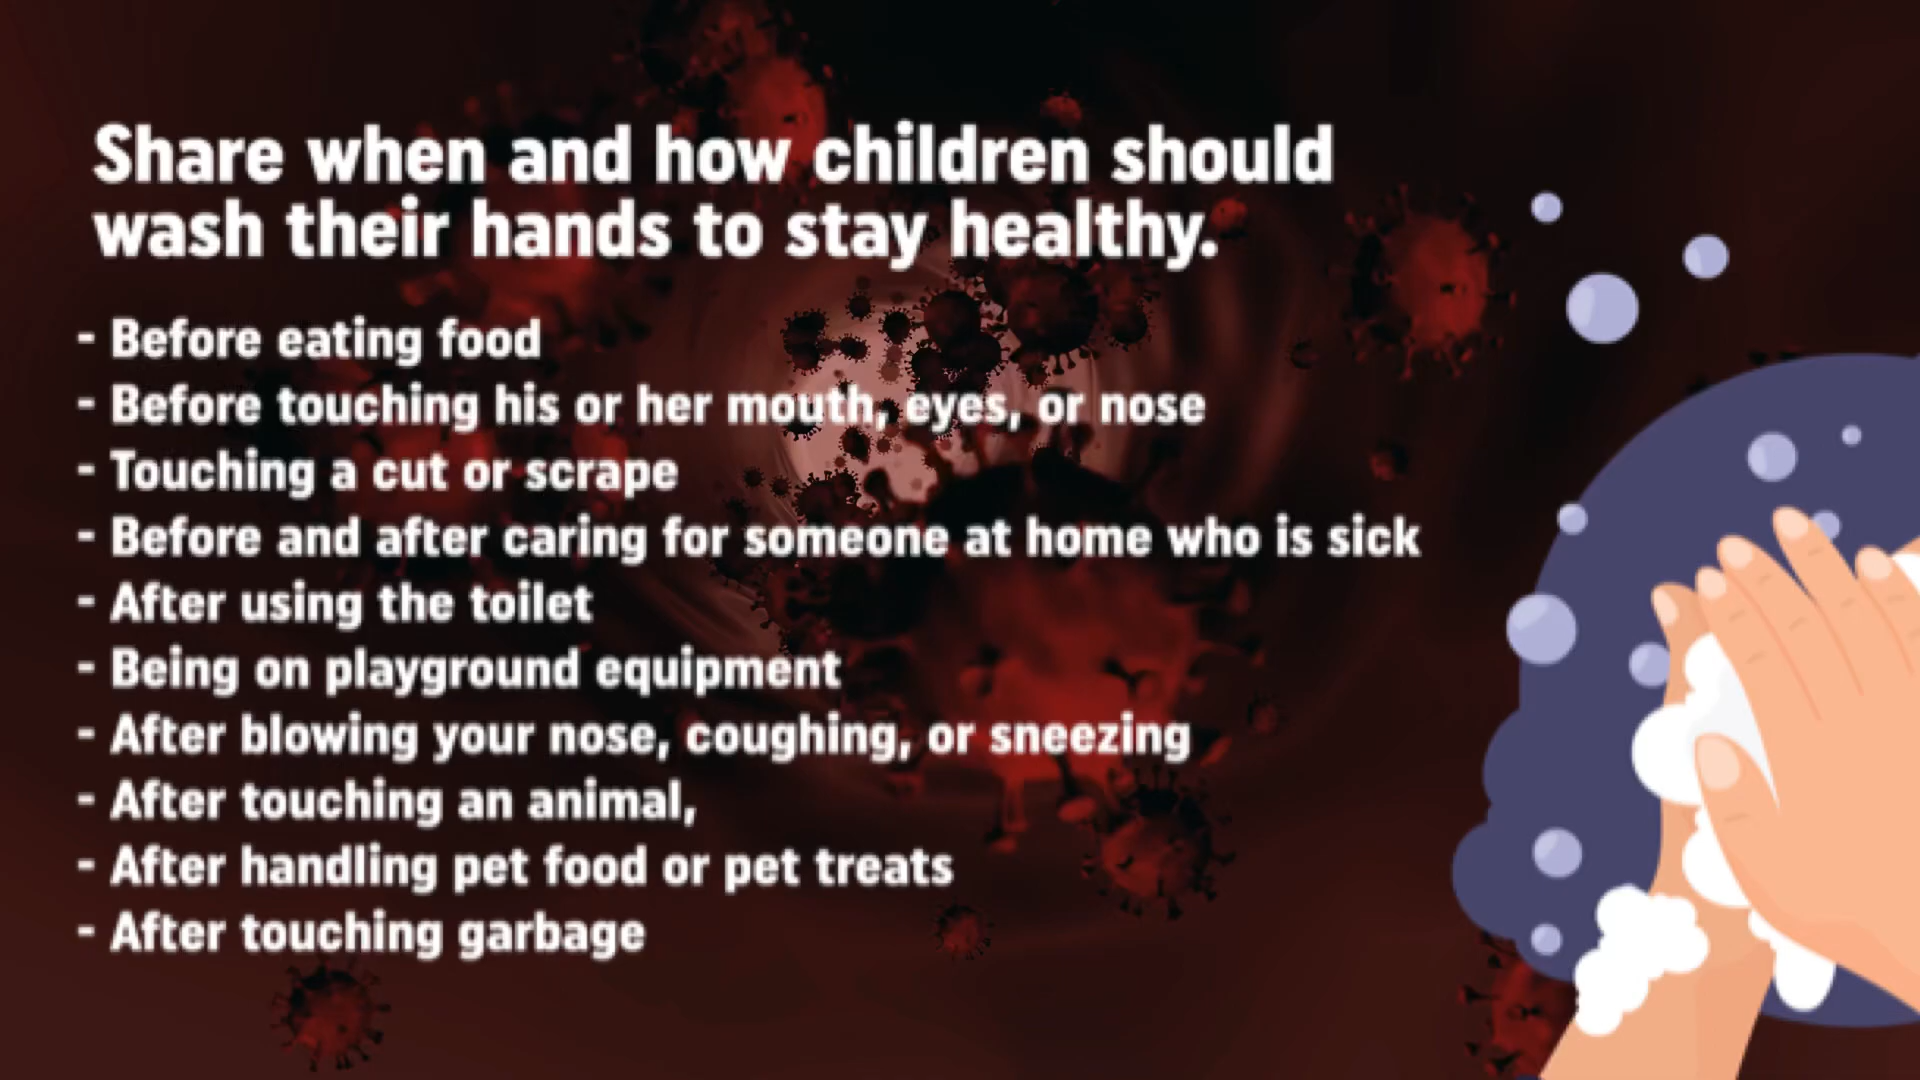 Share when and how children should
wash their hands to stay healthy.
- Before eating food
- Before touching his or her mouth, eyes, or nose
- Touching a cut or scrape
- Before and after caring for someone at home who is sick
- After using the toilet
- Being on playground equipment
- After blowing your nose, coughing, or sneezing
- After touching an animal,
- After handling pet food or pet treats
- After touching garbage